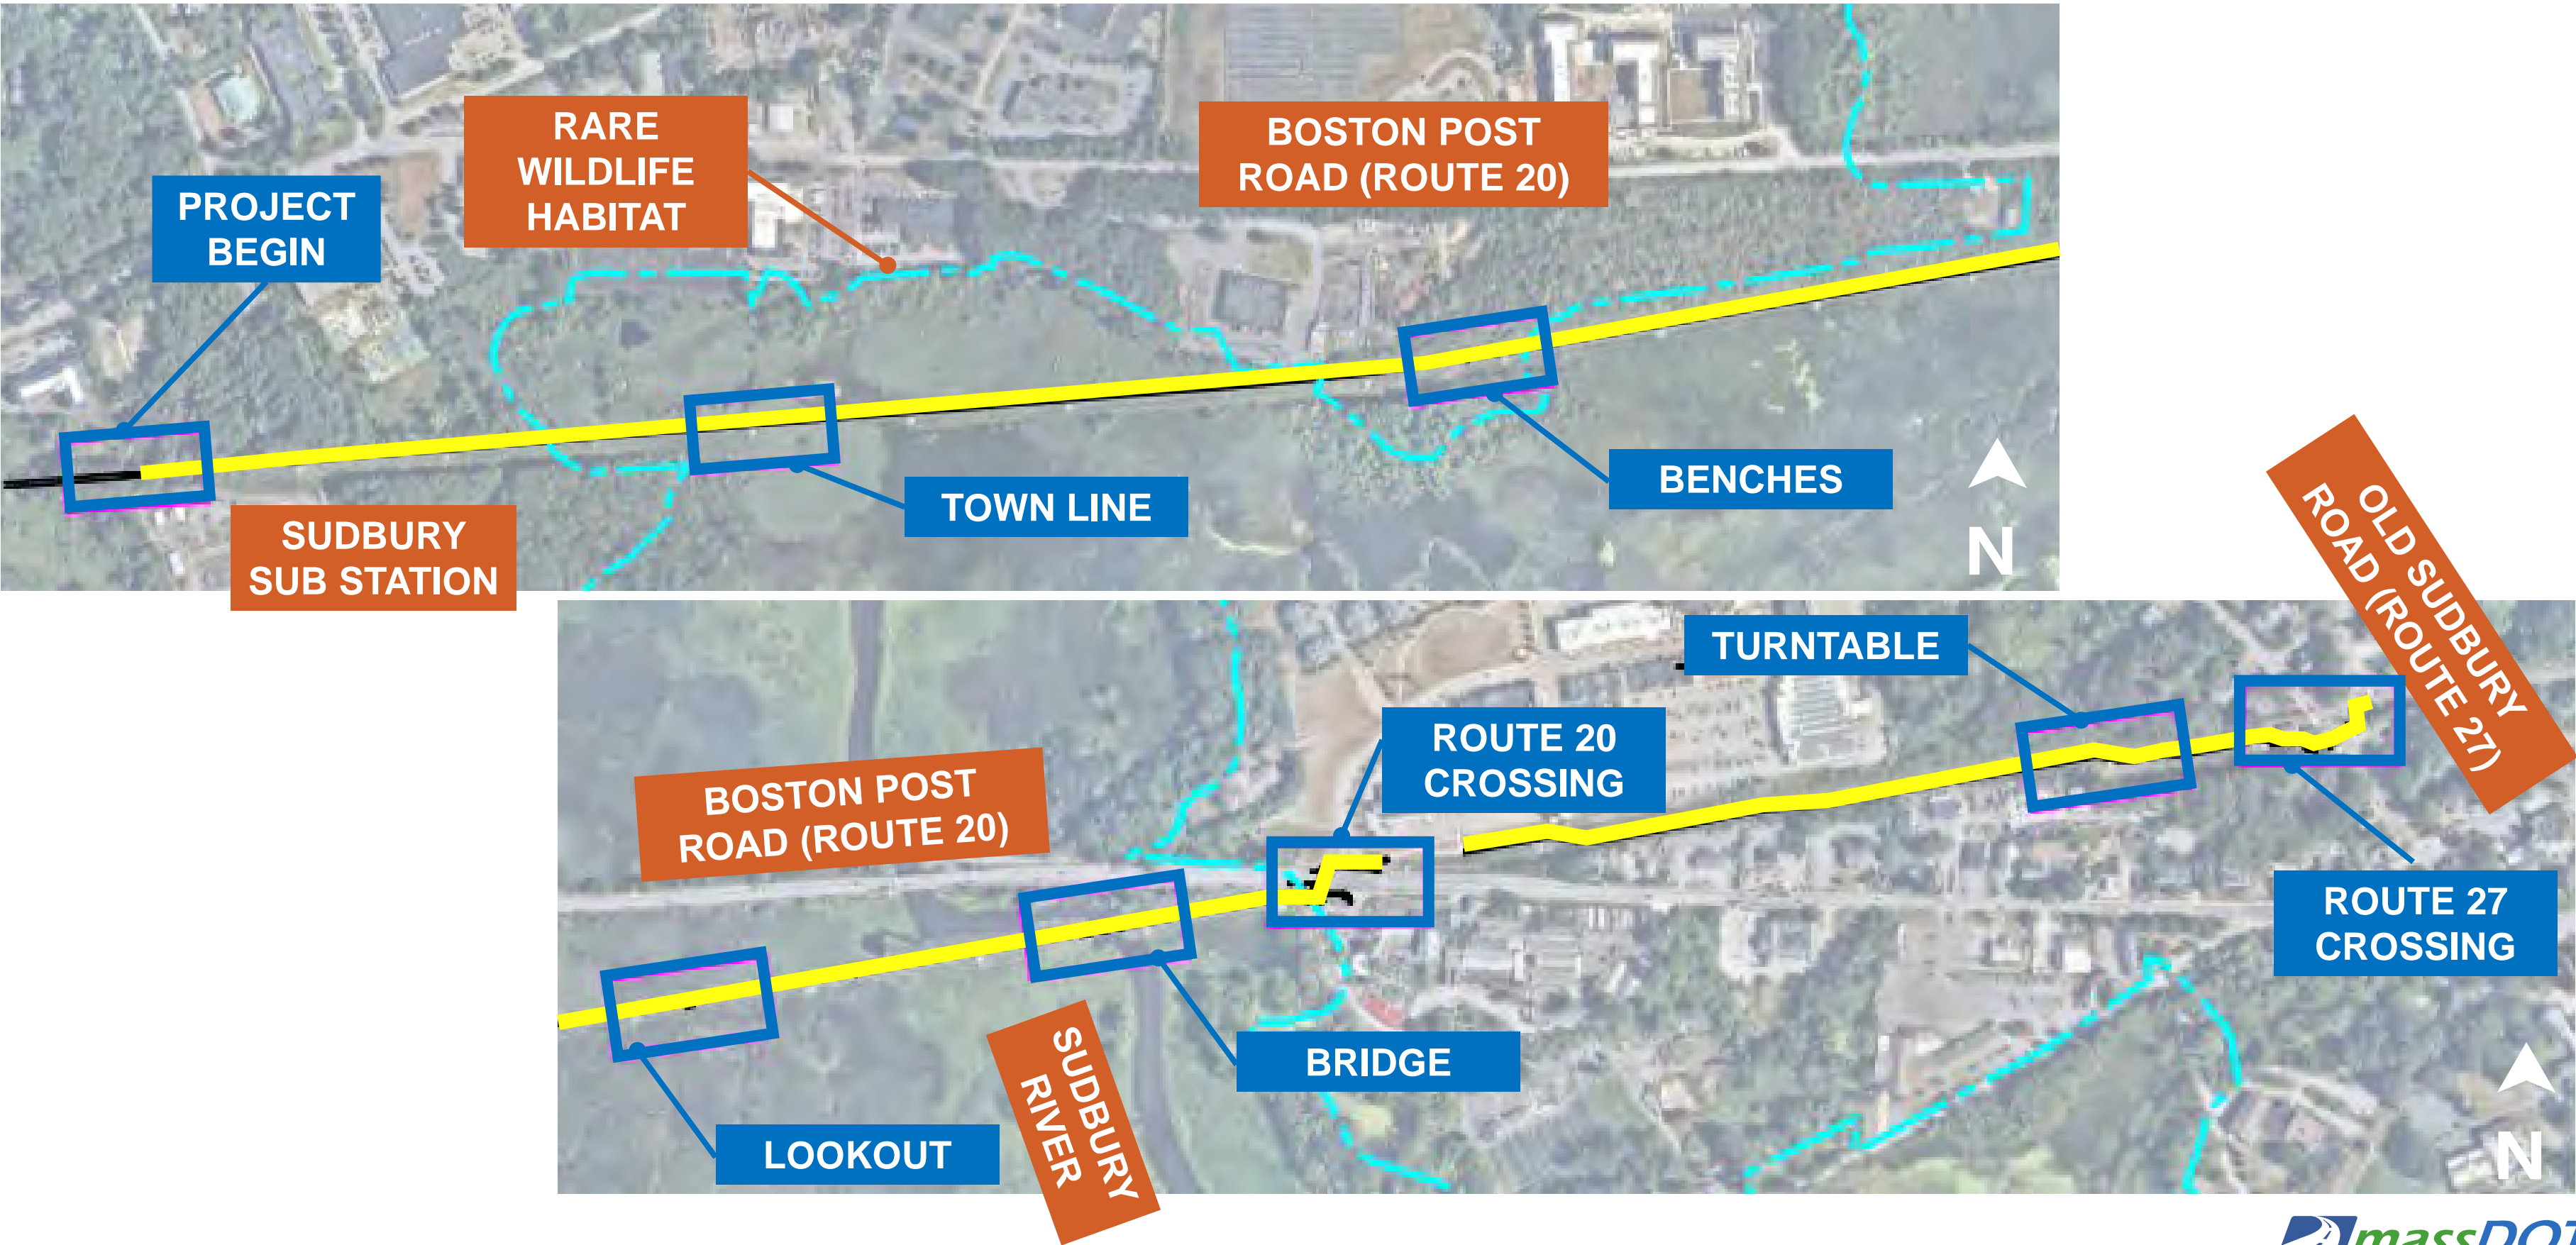 RARE
WILDLIFE
HABITAT
BOSTON POST
ROAD (ROUTE 20)
PROJECT
BEGIN
TOWN LINE
BENCHES
SUDBURY
SUB STATION
N
OLD SUDBURY
ROAD (ROUTE 27)
TURNTABLE
ROUTE 20
CROSSING
BOSTON POST
ROAD (ROUTE 20)
ROUTE 27
CROSSING
SUDBURY
RIVER
BRIDGE
LOOKOUT
N
massDOT